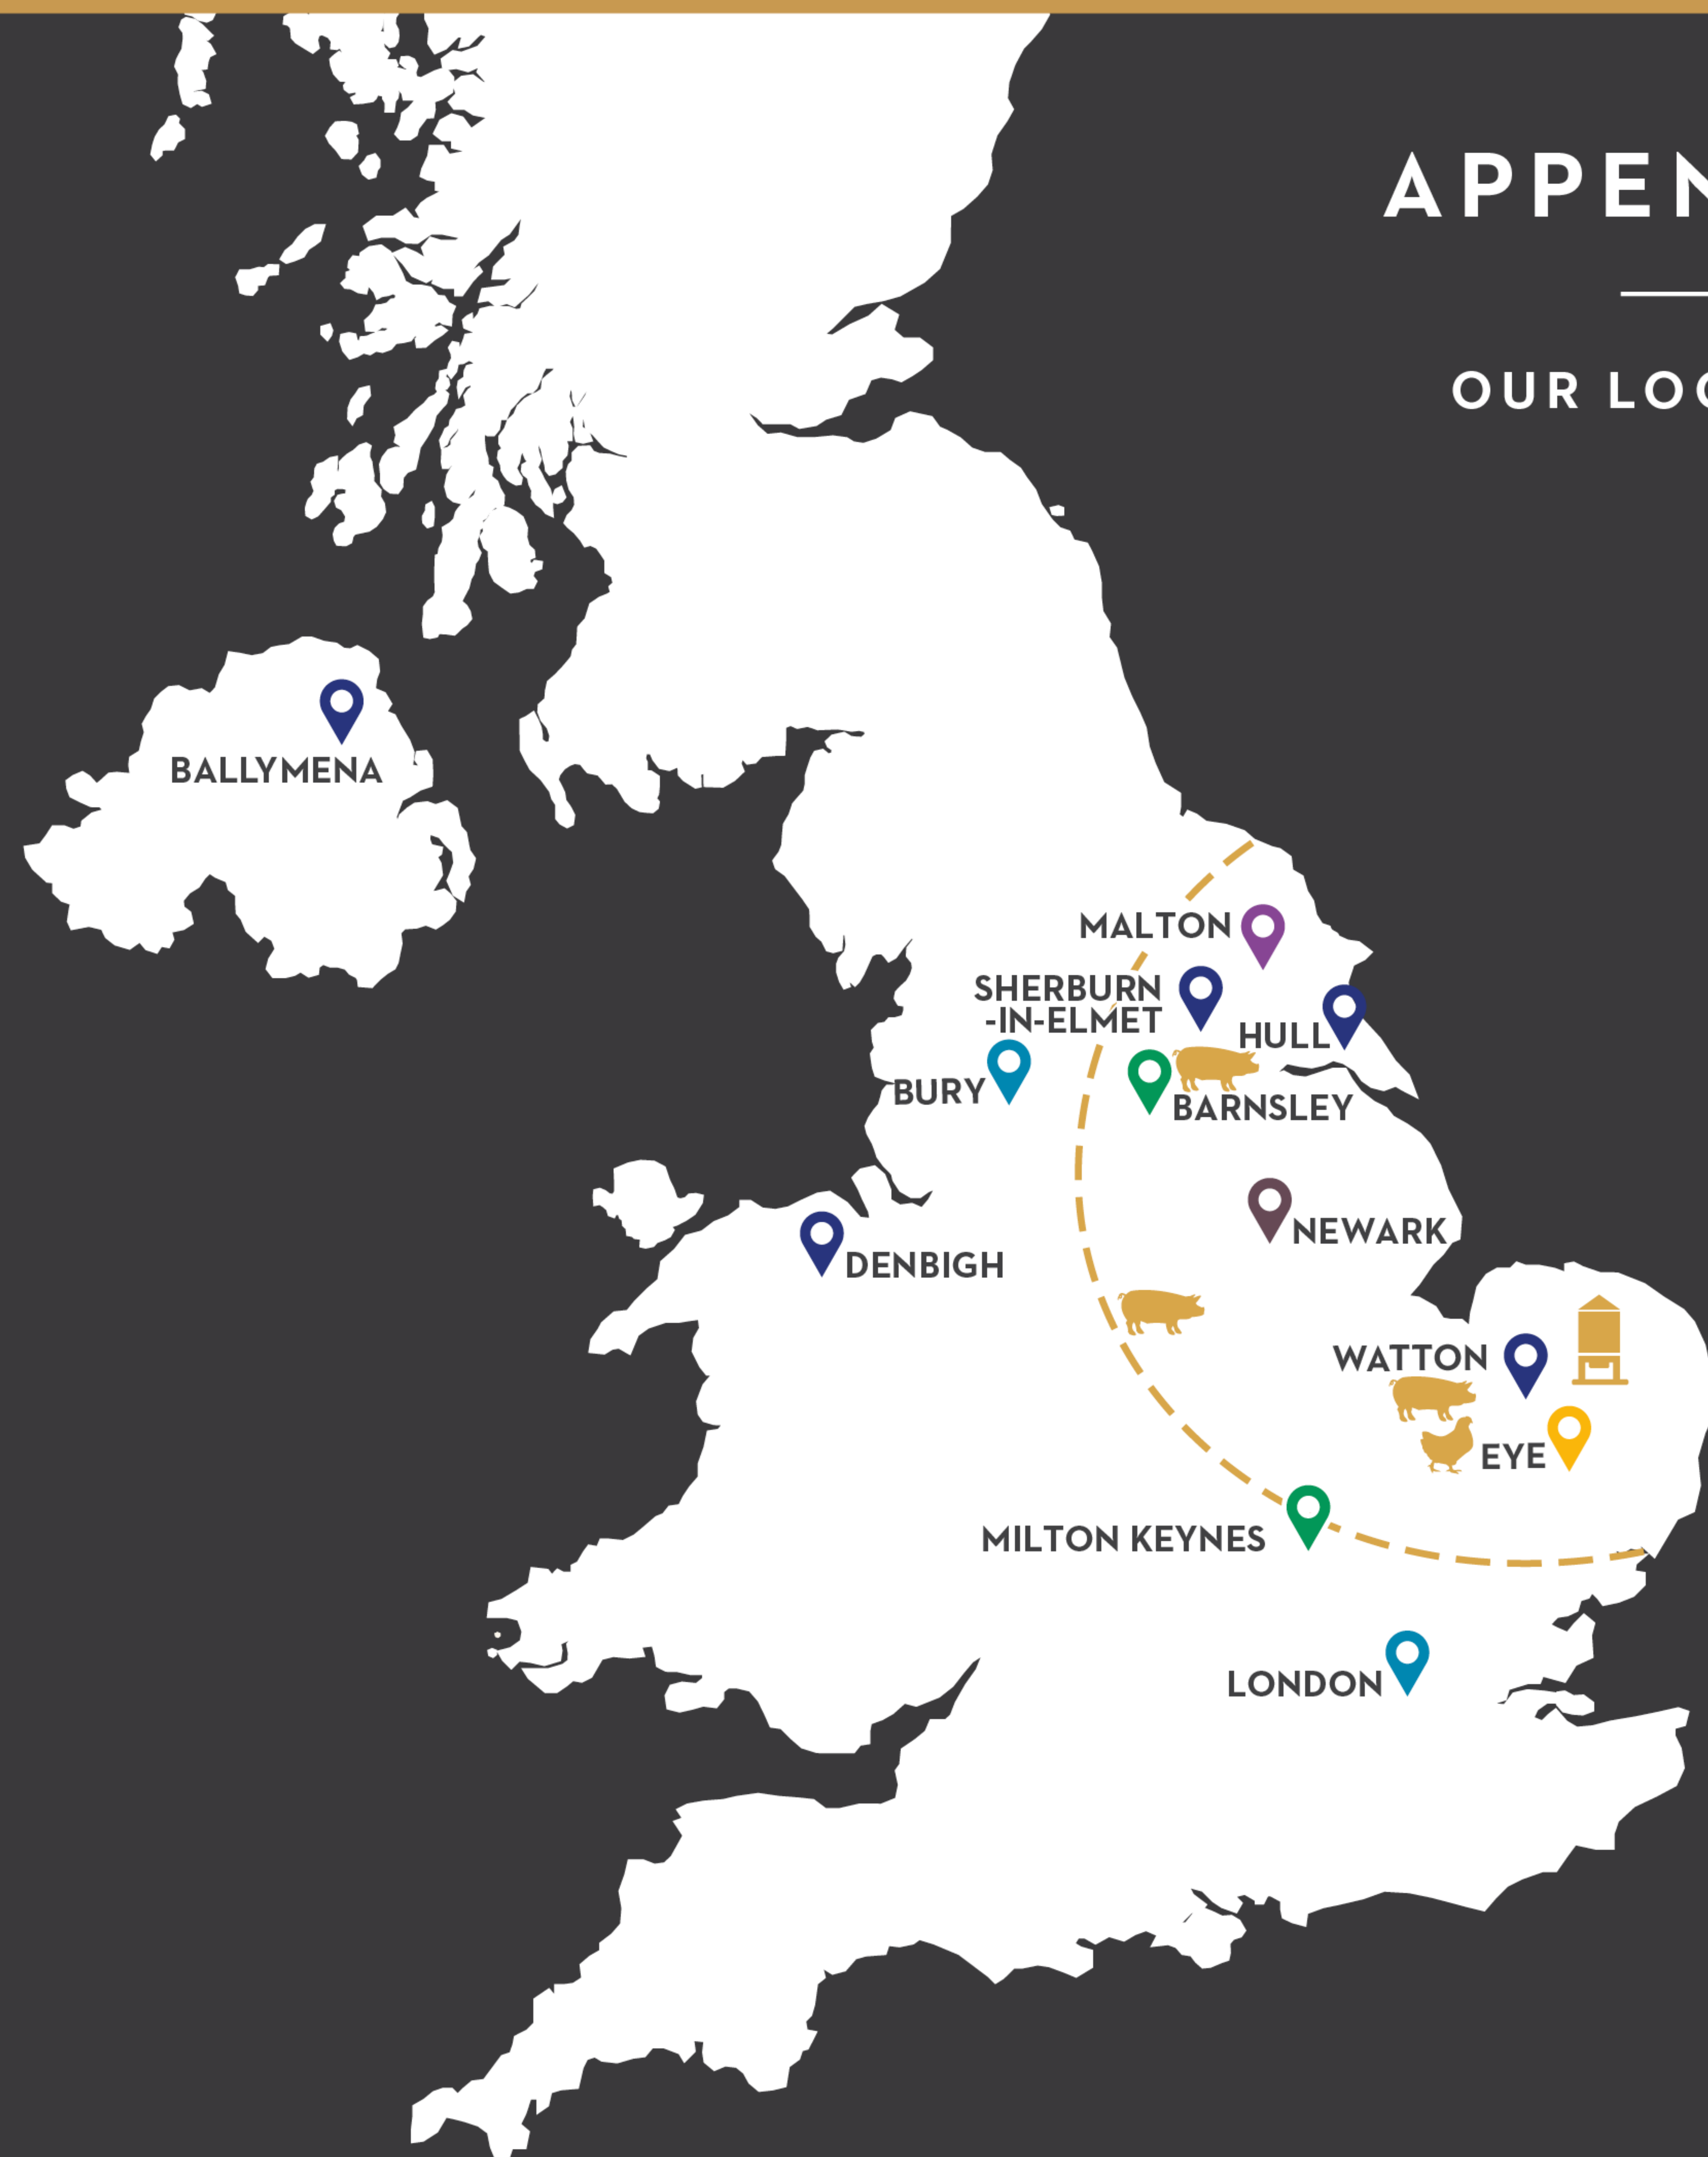 APPEN
OUR LOC
BALLYMENA
MALTON
SHERBURN
-IN-ELMET
HULL
BURY
BARNSLEY
NEWARK
DENBIGH
WATTON
EYE
MILTON KEYNES
LONDON